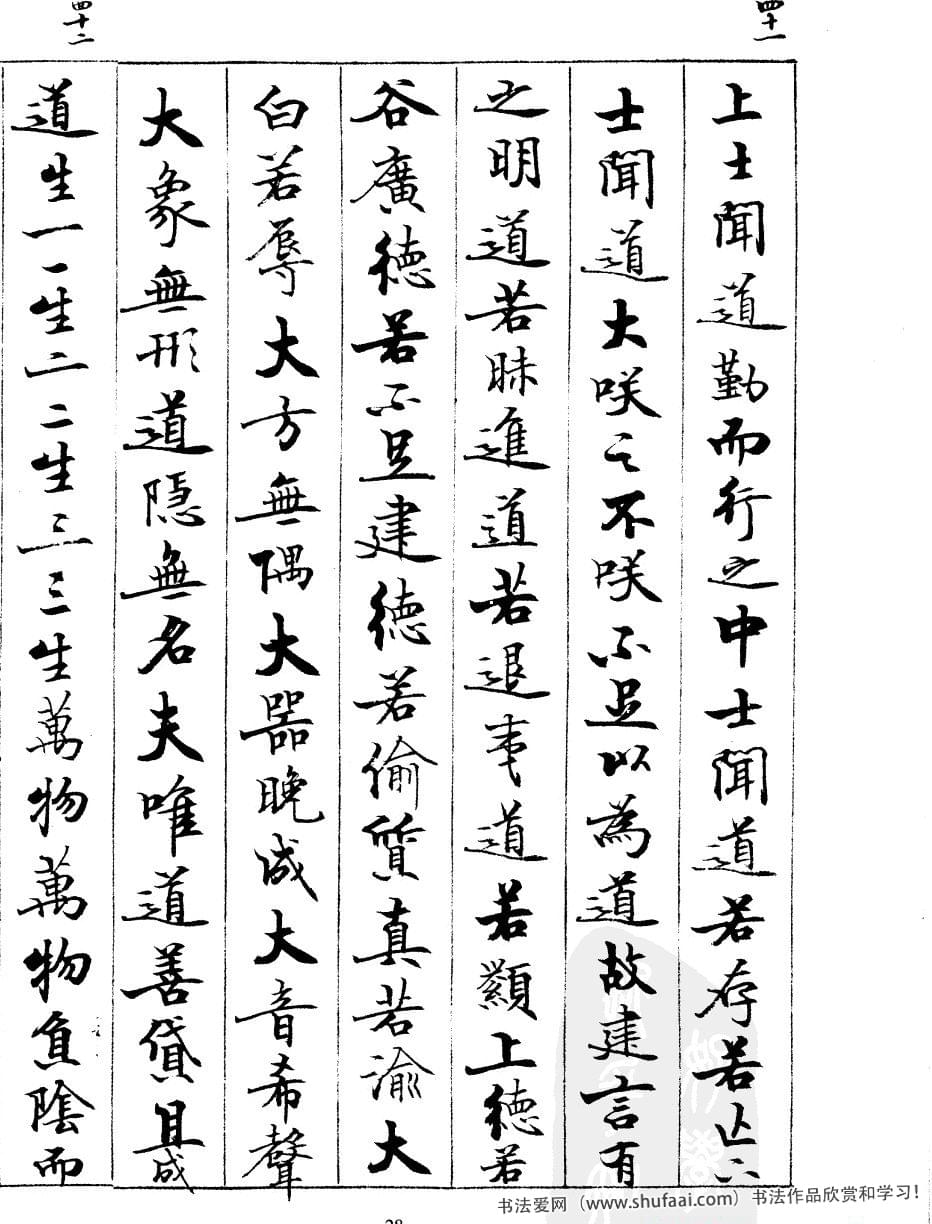 四十一
上士聞道勤而行之中士聞道若存若亡下
士聞道大咲之不咲不足以為道故建言有
之明道若昧進道若退夷道若纇上德若
谷廣德若不足建德若偷質真若渝大
白若辱大方無隅大器晚成大音希聲
大象無形道隱無名夫唯道善貸且成
四十二
道生一一生二二生三三生萬物萬物負陰而
书法爱网（www.shufaai.com）书法作品欣赏和学习！